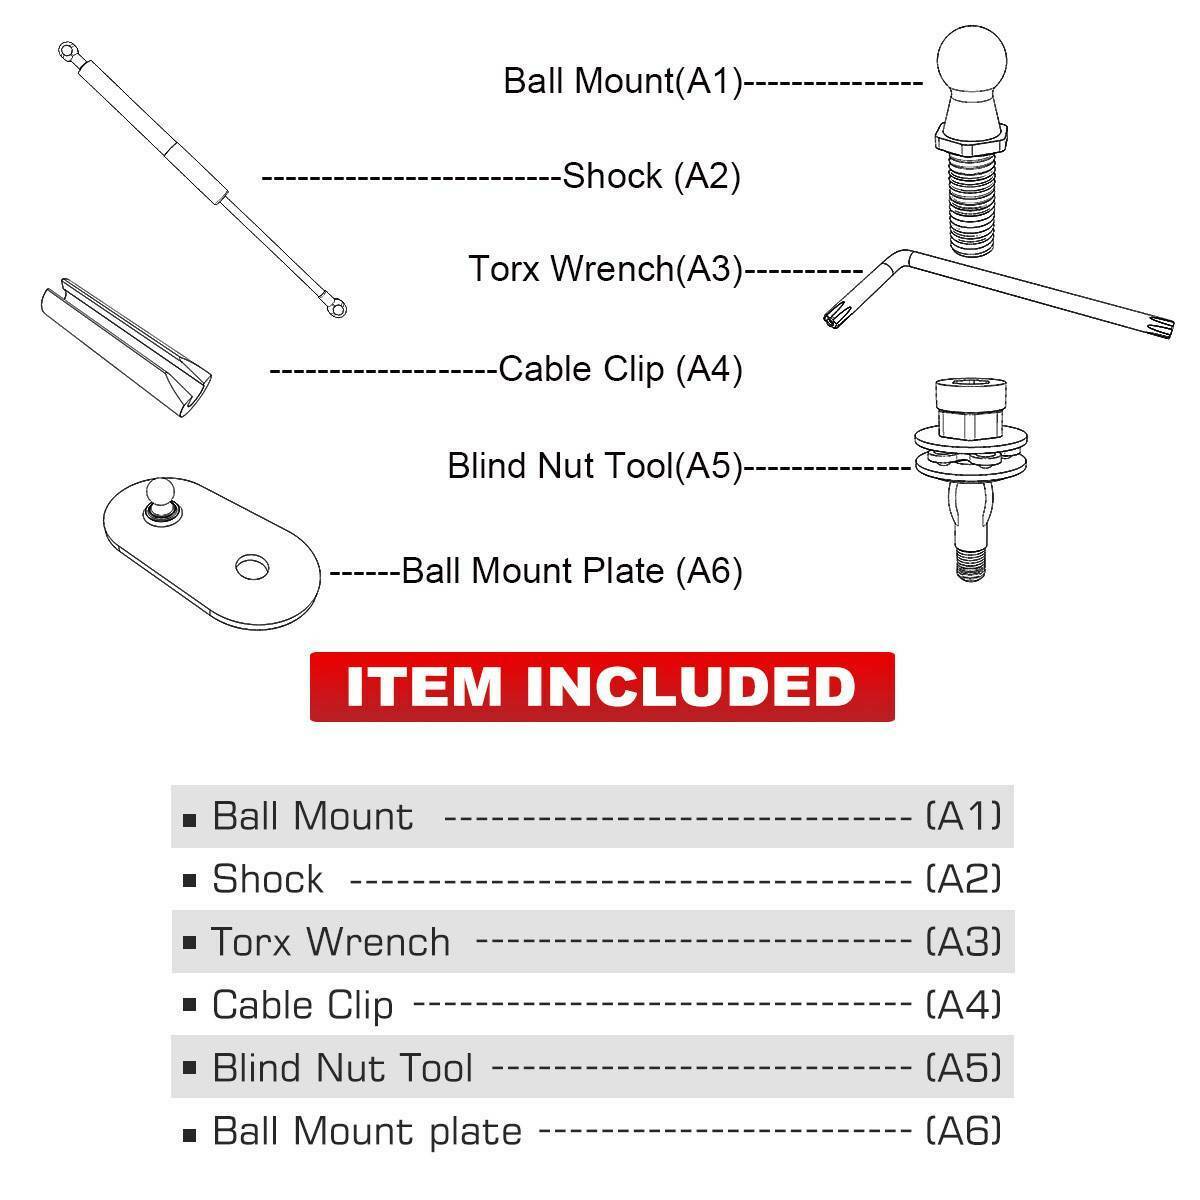 Ball Mount(A1)---------------
-------------------------Shock (A2)
Torx Wrench(A3)----------
-------------------Cable Clip (A4)
Blind Nut Tool(A5)--------------
------Ball Mount Plate (A6)
ITEM INCLUDED
▪ Ball Mount ------------------------------ (A1)
▪ Shock ------------------------------------ (A2)
▪ Torx Wrench ---------------------------- (A3)
▪ Cable Clip -------------------------------- (A4)
▪ Blind Nut Tool --------------------------- (A5)
▪ Ball Mount plate ------------------------ (A6)